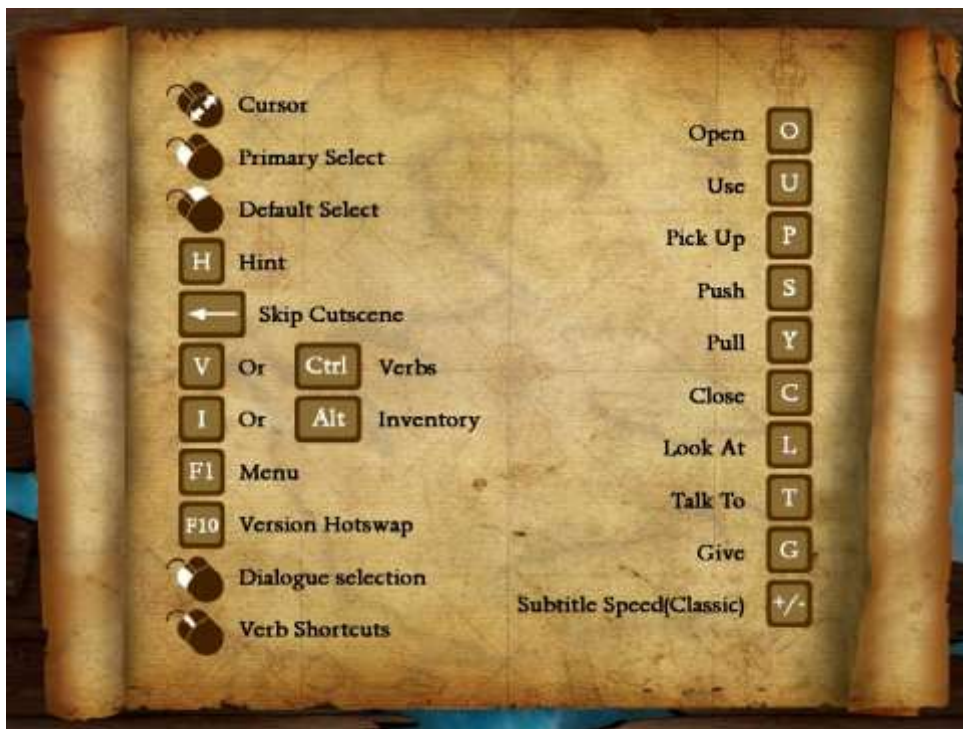 Cursor
Primary Select
Default Select
H Hint
Skip Cutscene
V Or Ctrl Verbs
I Or Alt Inventory
F1 Menu
F10 Version Hotswap
Dialogue selection
Verb Shortcuts
Open O
Use U
Pick Up P
Push S
Pull Y
Close C
Look At L
Talk To T
Give G
Subtitle Speed(Classic) +/-